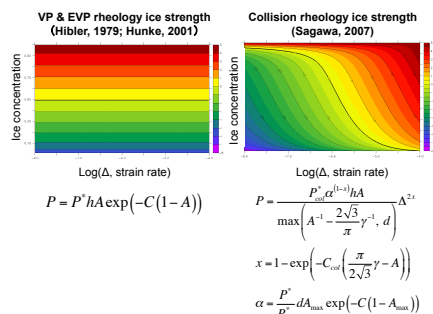 VP & EVP rheology ice strength
(Hibler, 1979; Hunke, 2001)
Ice concentration
Log(Δ, strain rate)
P = P*hA exp(−C(1−A))
Collision rheology ice strength
(Sagawa, 2007)
Ice concentration
Log(Δ, strain rate)
P = P*col α^(1−x) hA / max(A^−1 − 2√3/π γ^−1, d) Δ^2x
x = 1 − exp(−Ccol(π/2√3 γ − A))
α = P*/P* dAmax exp(−C(1−Amax))